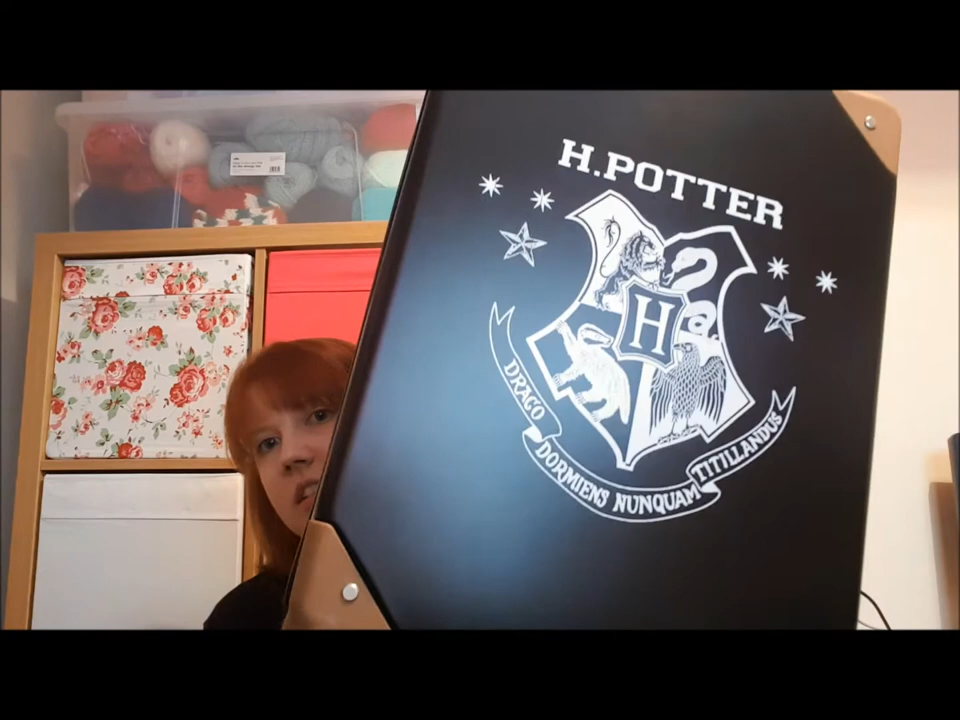 H.POTTER
H
DRACO
DORMIENS NUNQUAM
TITILLANDUS